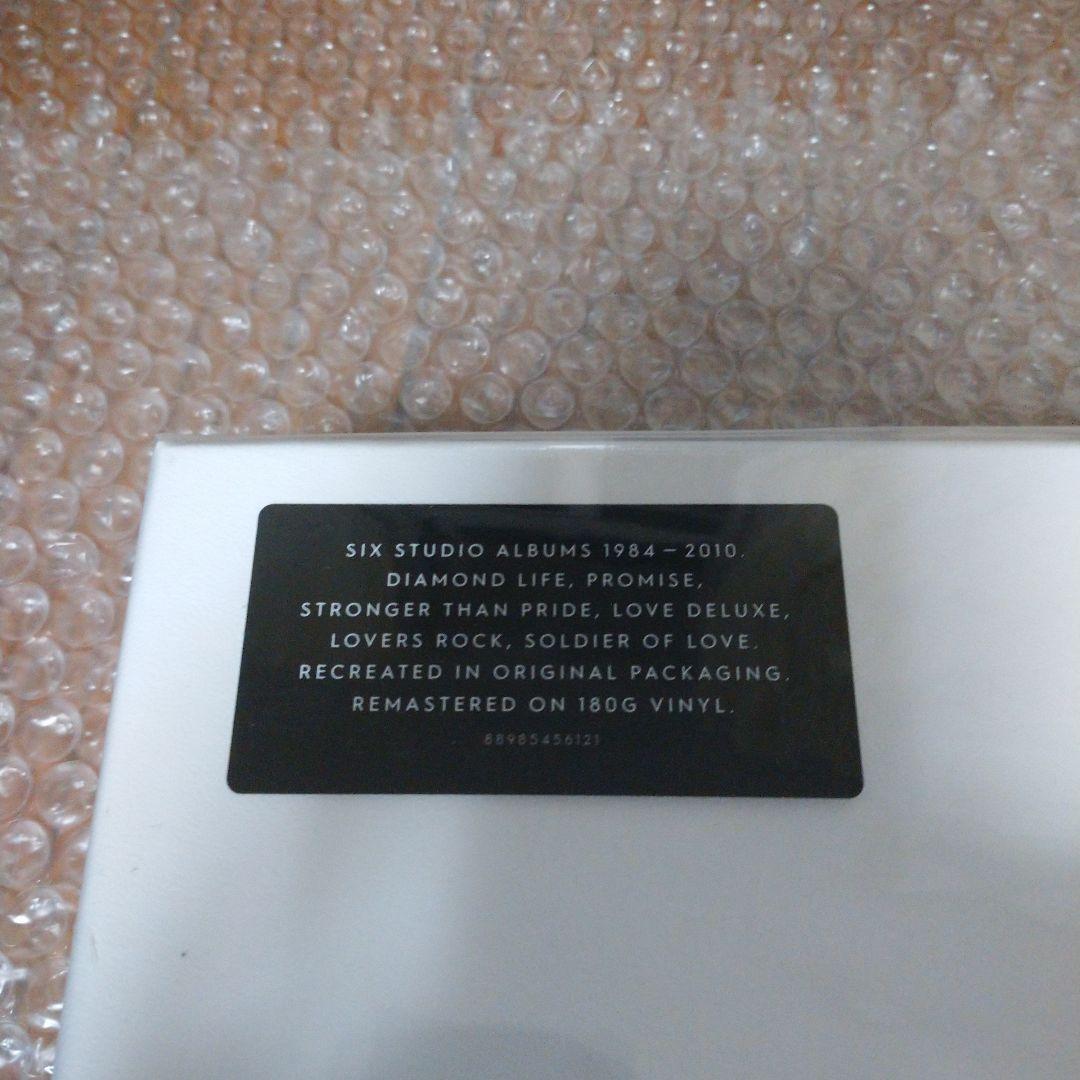 SIX STUDIO ALBUMS 1984 – 2010.
DIAMOND LIFE, PROMISE,
STRONGER THAN PRIDE, LOVE DELUXE,
LOVERS ROCK, SOLDIER OF LOVE.
RECREATED IN ORIGINAL PACKAGING.
REMASTERED ON 180G VINYL.
88985456121